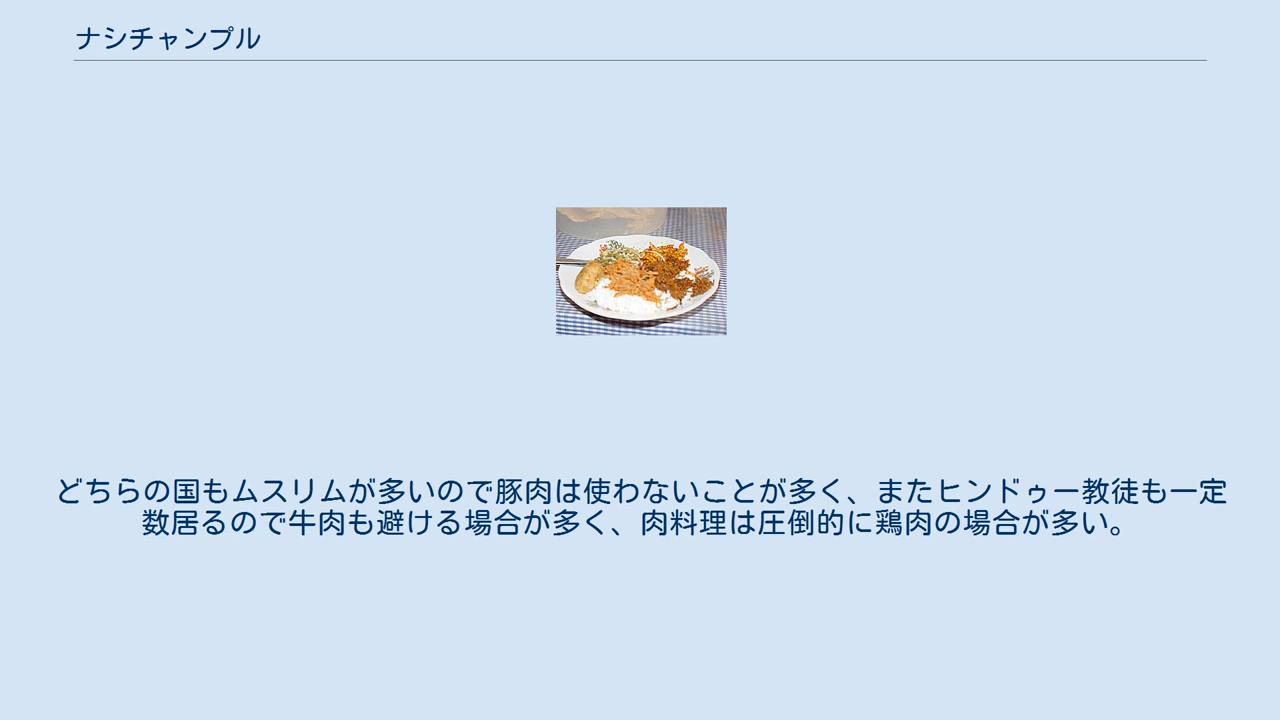 ナシチャンプル
どちらの国もムスリムが多いので豚肉は使わないことが多く、またヒンドゥー教徒も一定
数居るので牛肉も避ける場合が多く、肉料理は圧倒的に鶏肉の場合が多い。